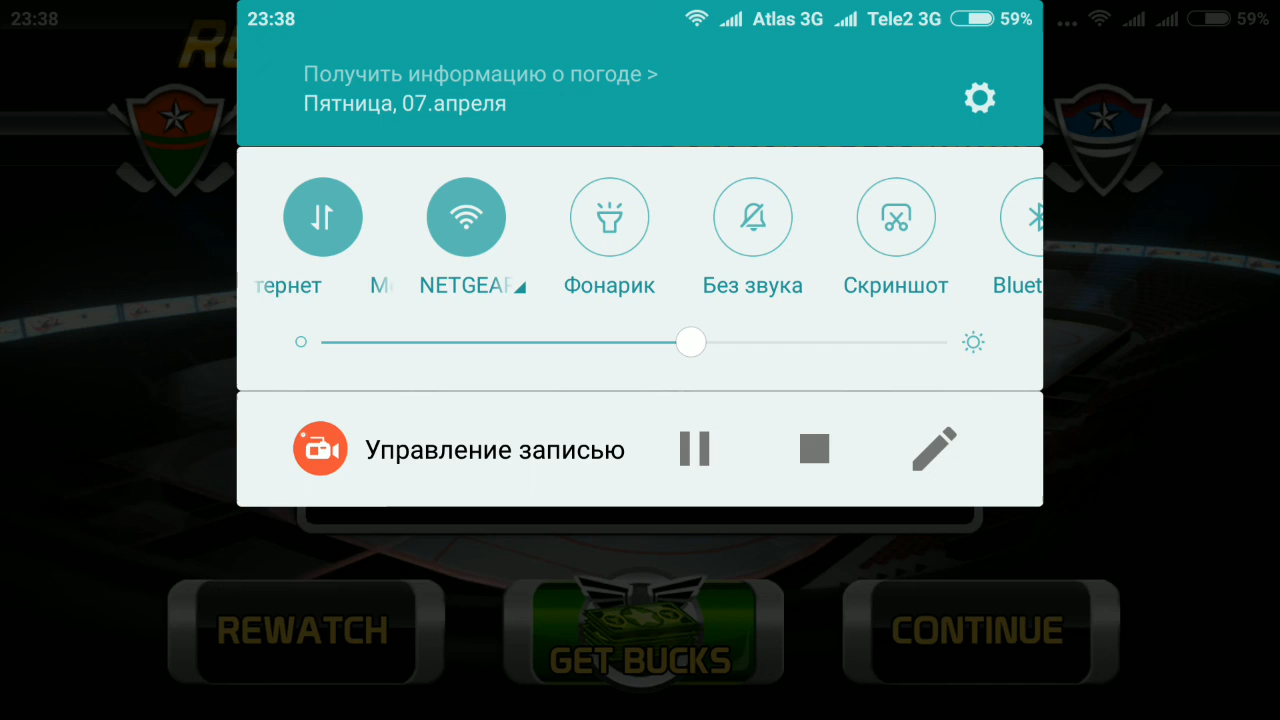 23:38
23:38 Atlas 3G Tele2 3G 59%
... 59%
Получить информацию о погоде >
Пятница, 07.апреля
тернет М NETGEAR Фонарик Без звука Скриншот Bluet
Управление записью
REWATCH GET BUCKS CONTINUE